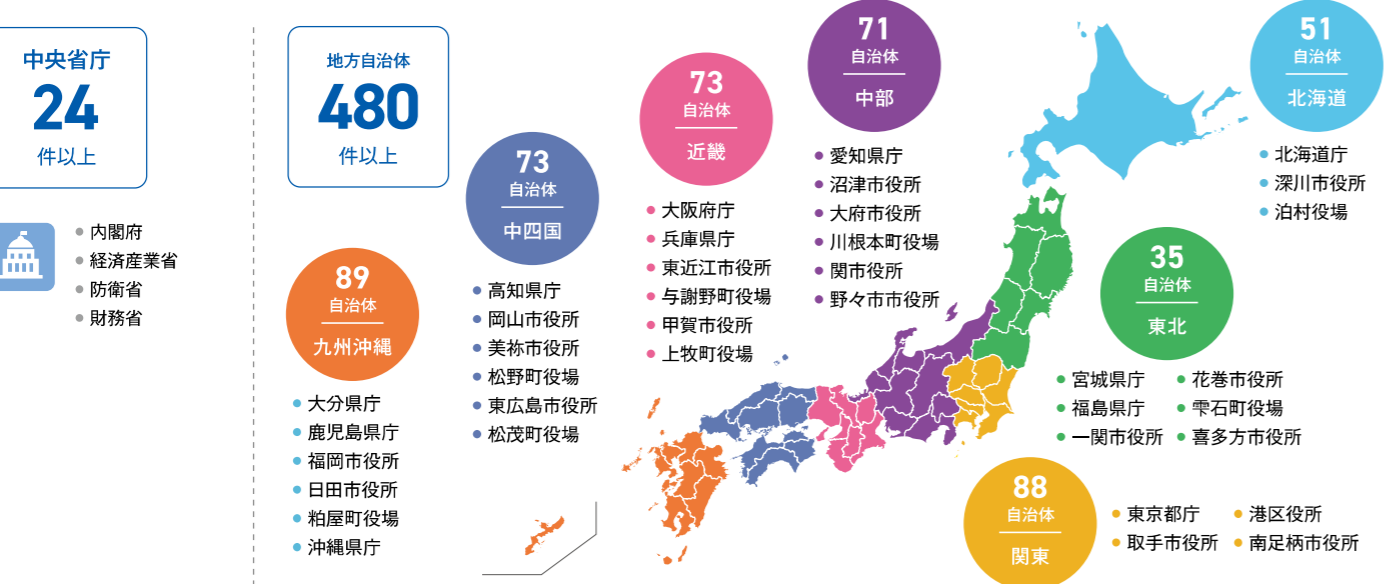 中央省庁
24
件以上
内閣府
経済産業省
防衛省
財務省
地方自治体
480
件以上
89
自治体
九州沖縄
大分県庁
鹿児島県庁
福岡市役所
日田市役所
粕屋町役場
沖縄県庁
73
自治体
中四国
高知県庁
岡山市役所
美祢市役所
松野町役場
東広島市役所
松茂町役場
73
自治体
近畿
大阪府庁
兵庫県庁
東近江市役所
与謝野町役場
甲賀市役所
上牧町役場
71
自治体
中部
愛知県庁
沼津市役所
大府市役所
川根本町役場
関市役所
野々市市役所
51
自治体
北海道
北海道庁
深川市役所
泊村役場
35
自治体
東北
宮城県庁
福島県庁
一関市役所
花巻市役所
雫石町役場
喜多方市役所
88
自治体
関東
東京都庁
取手市役所
港区役所
南足柄市役所